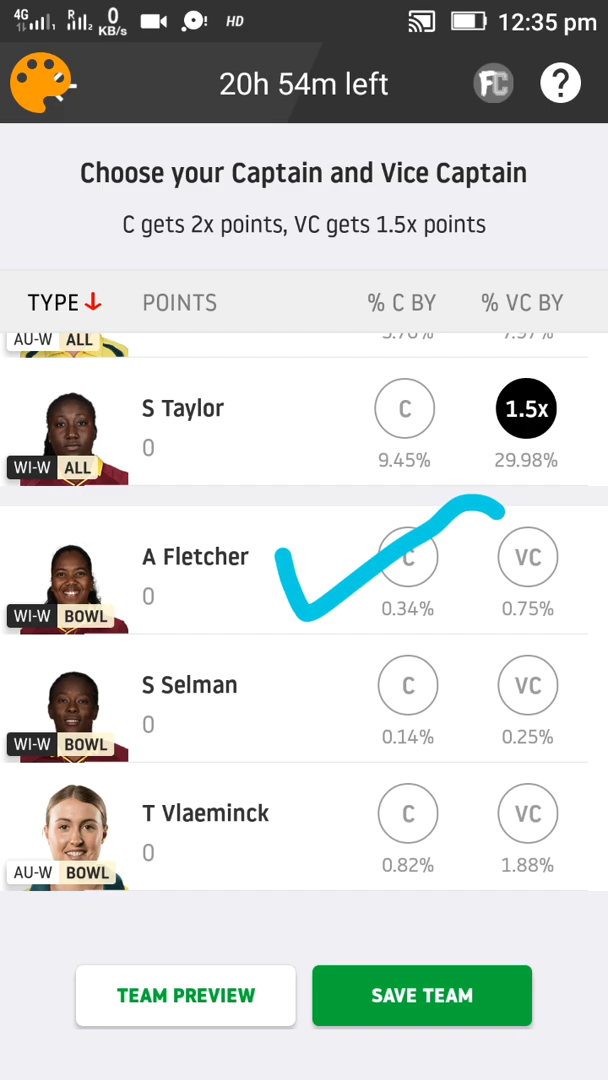 4G R 0 KB/s HD 12:35 pm
20h 54m left FC ?
Choose your Captain and Vice Captain
C gets 2x points, VC gets 1.5x points
TYPE POINTS % C BY % VC BY
AU-W ALL
S Taylor C 1.5x
0
WI-W ALL 9.45% 29.98%
A Fletcher C VC
0
WI-W BOWL 0.34% 0.75%
S Selman C VC
0
WI-W BOWL 0.14% 0.25%
T Vlaeminck C VC
0
AU-W BOWL 0.82% 1.88%
TEAM PREVIEW SAVE TEAM